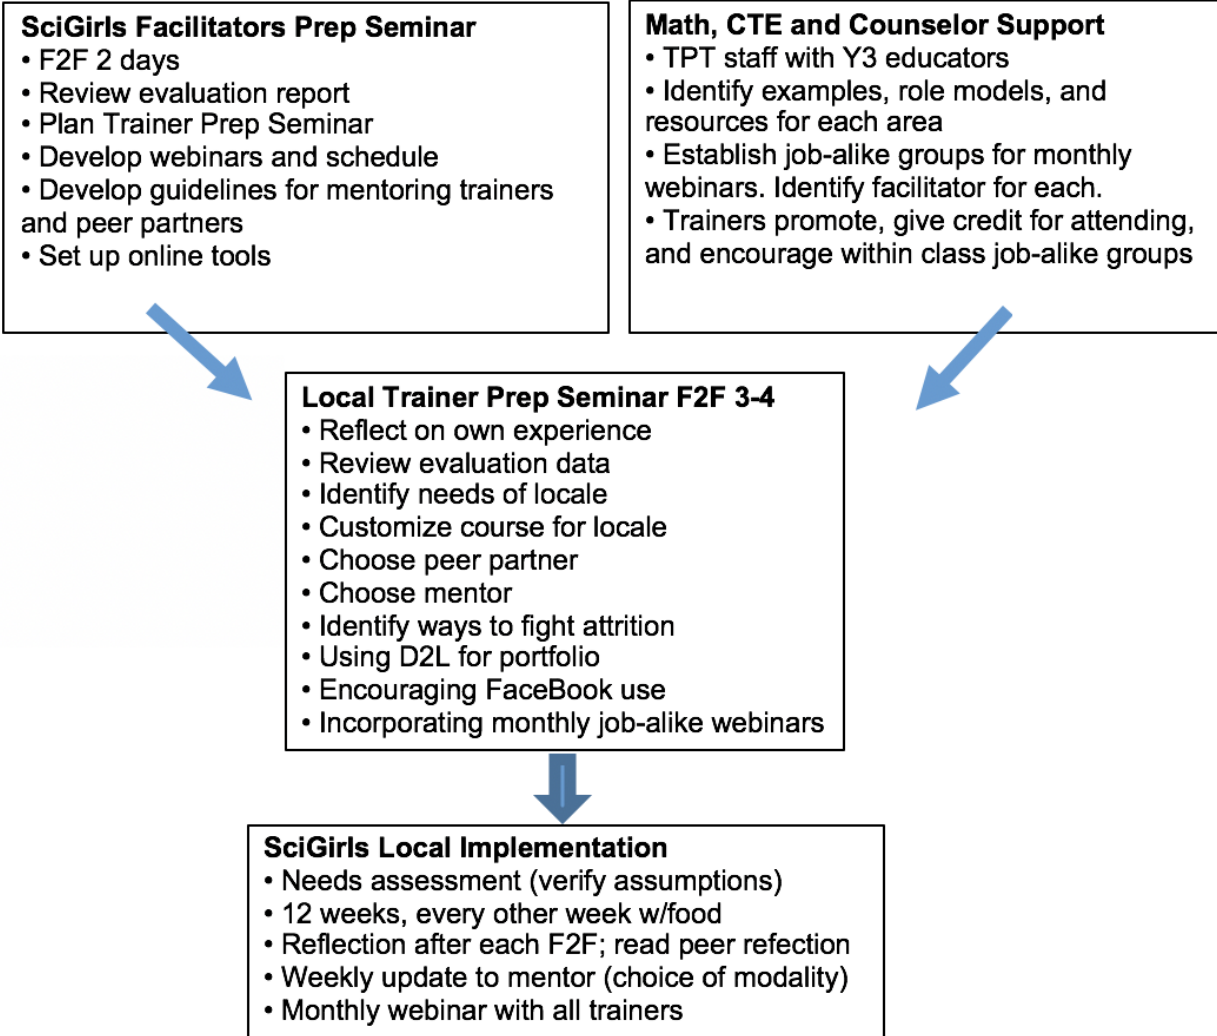 SciGirls Facilitators Prep Seminar
• F2F 2 days
• Review evaluation report
• Plan Trainer Prep Seminar
• Develop webinars and schedule
• Develop guidelines for mentoring trainers
and peer partners
• Set up online tools
Math, CTE and Counselor Support
• TPT staff with Y3 educators
• Identify examples, role models, and
resources for each area
• Establish job-alike groups for monthly
webinars. Identify facilitator for each.
• Trainers promote, give credit for attending,
and encourage within class job-alike groups
Local Trainer Prep Seminar F2F 3-4
• Reflect on own experience
• Review evaluation data
• Identify needs of locale
• Customize course for locale
• Choose peer partner
• Choose mentor
• Identify ways to fight attrition
• Using D2L for portfolio
• Encouraging FaceBook use
• Incorporating monthly job-alike webinars
SciGirls Local Implementation
• Needs assessment (verify assumptions)
• 12 weeks, every other week w/food
• Reflection after each F2F; read peer refection
• Weekly update to mentor (choice of modality)
• Monthly webinar with all trainers